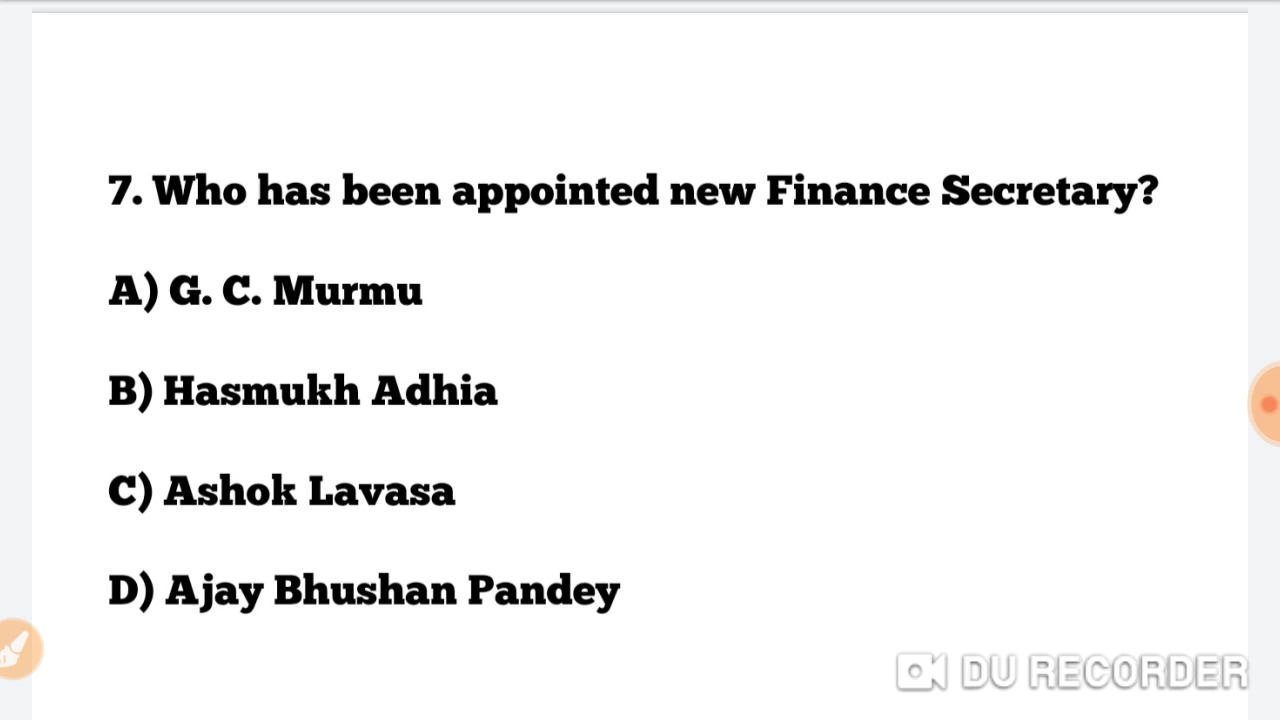 7. Who has been appointed new Finance Secretary?
A) G. C. Murmu
B) Hasmukh Adhia
C) Ashok Lavasa
D) Ajay Bhushan Pandey
DU RECORDER